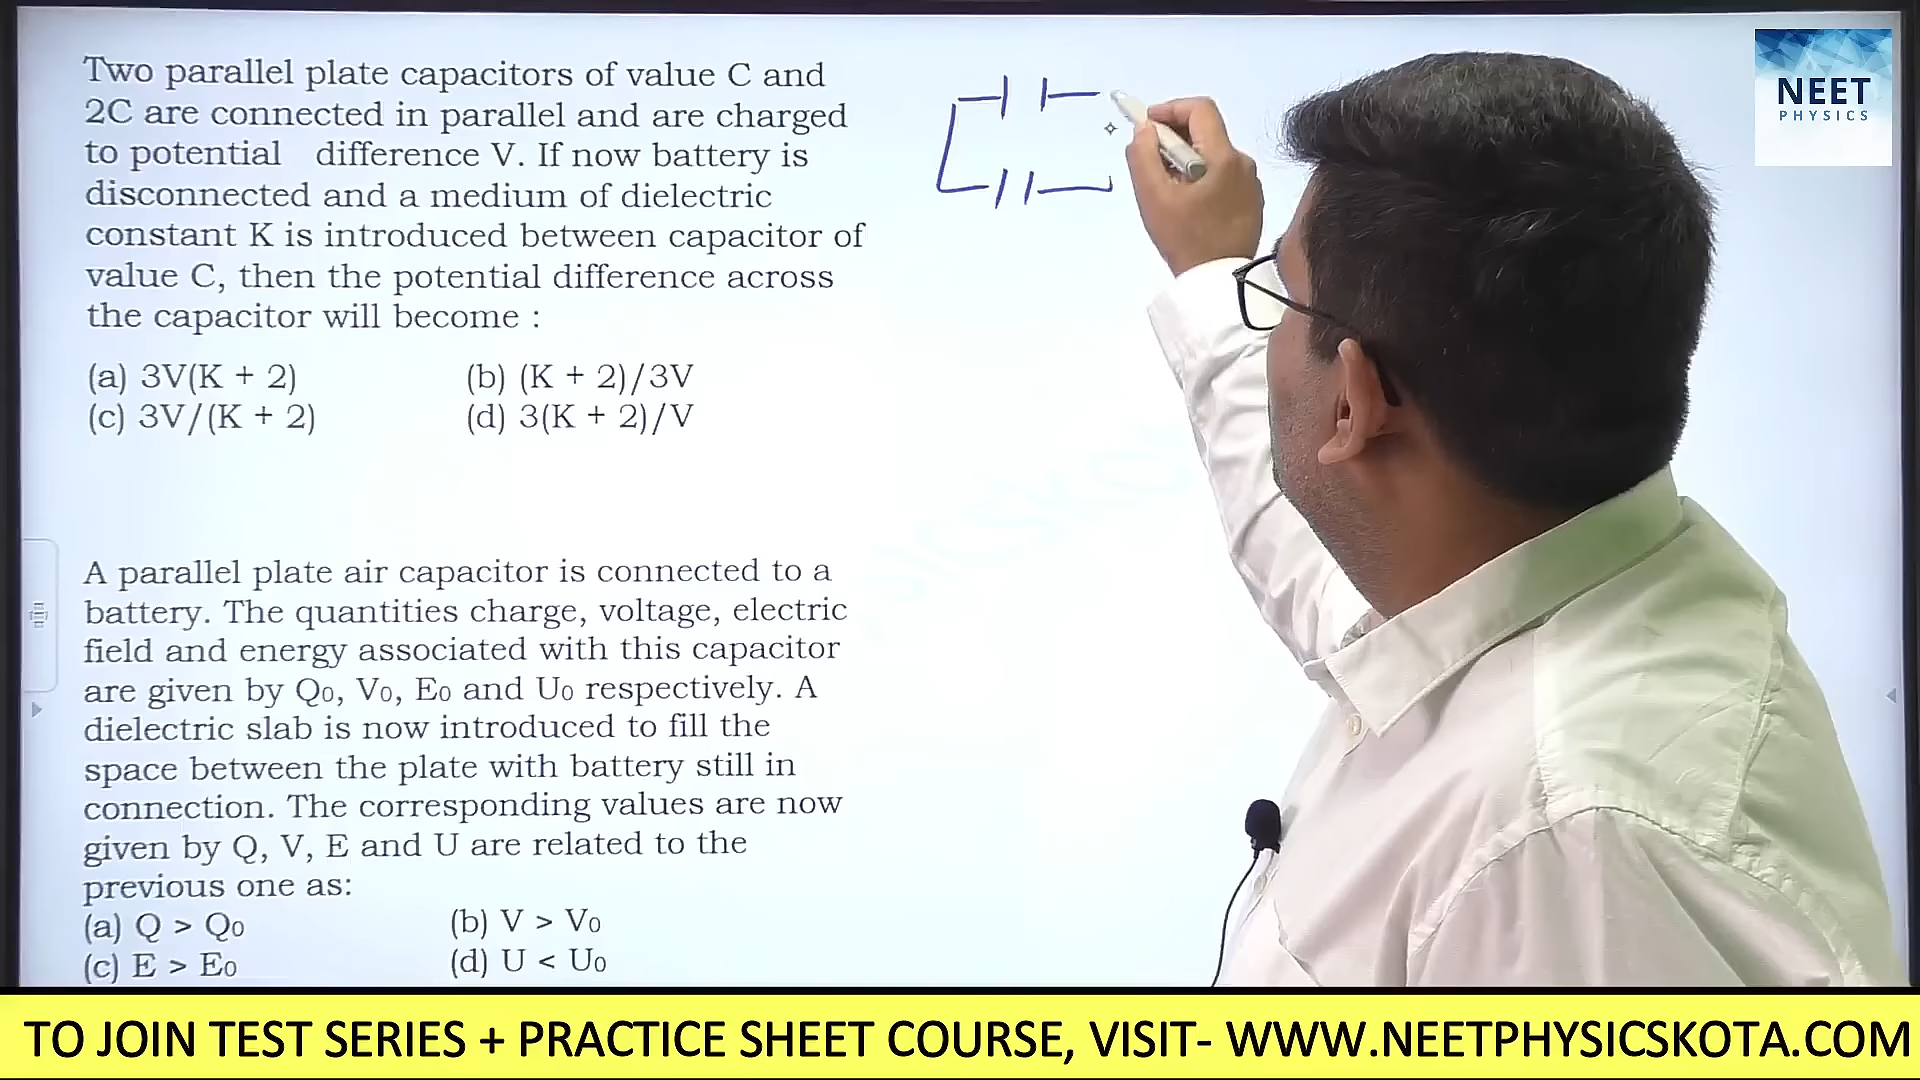 Two parallel plate capacitors of value C and
2C are connected in parallel and are charged
to potential difference V. If now battery is
disconnected and a medium of dielectric
constant K is introduced between capacitor of
value C, then the potential difference across
the capacitor will become :
(a) 3V(K + 2) (b) (K + 2)/3V
(c) 3V/(K + 2) (d) 3(K + 2)/V
A parallel plate air capacitor is connected to a
battery. The quantities charge, voltage, electric
field and energy associated with this capacitor
are given by Q0, V0, E0 and U0 respectively. A
dielectric slab is now introduced to fill the
space between the plate with battery still in
connection. The corresponding values are now
given by Q, V, E and U are related to the
previous one as:
(a) Q > Q0 (b) V > V0
(c) E > E0 (d) U < U0
NEET
PHYSICS
TO JOIN TEST SERIES + PRACTICE SHEET COURSE, VISIT- WWW.NEETPHYSICSKOTA.COM